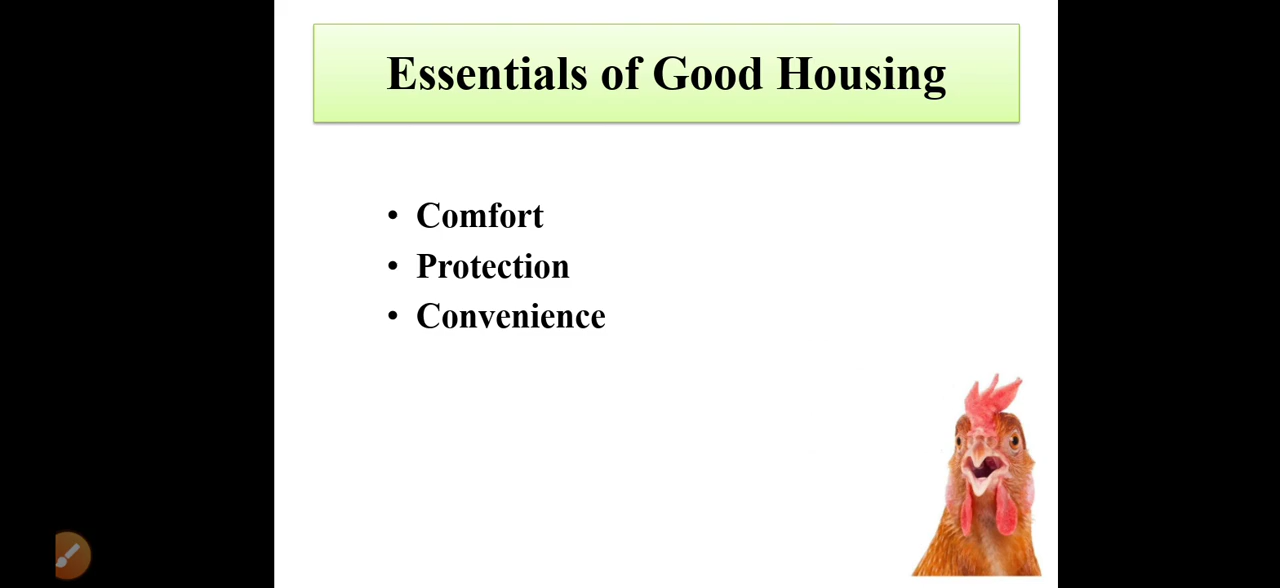 Essentials of Good Housing
• Comfort
• Protection
• Convenience